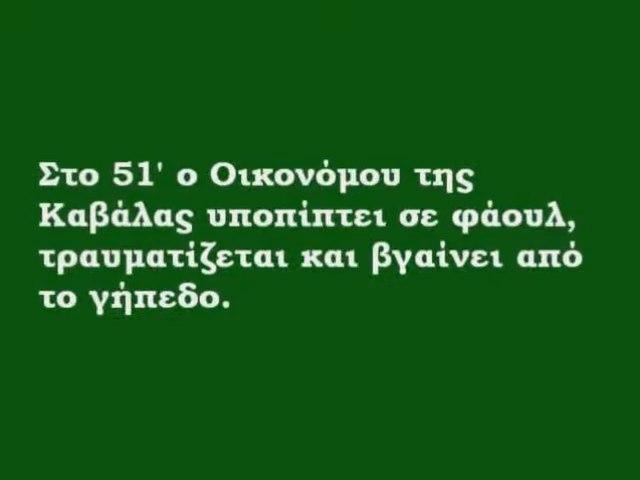 Στο 51' ο Οικονόμου της
Καβάλας υποπίπτει σε φάουλ,
τραυματίζεται και βγαίνει από
το γήπεδο.